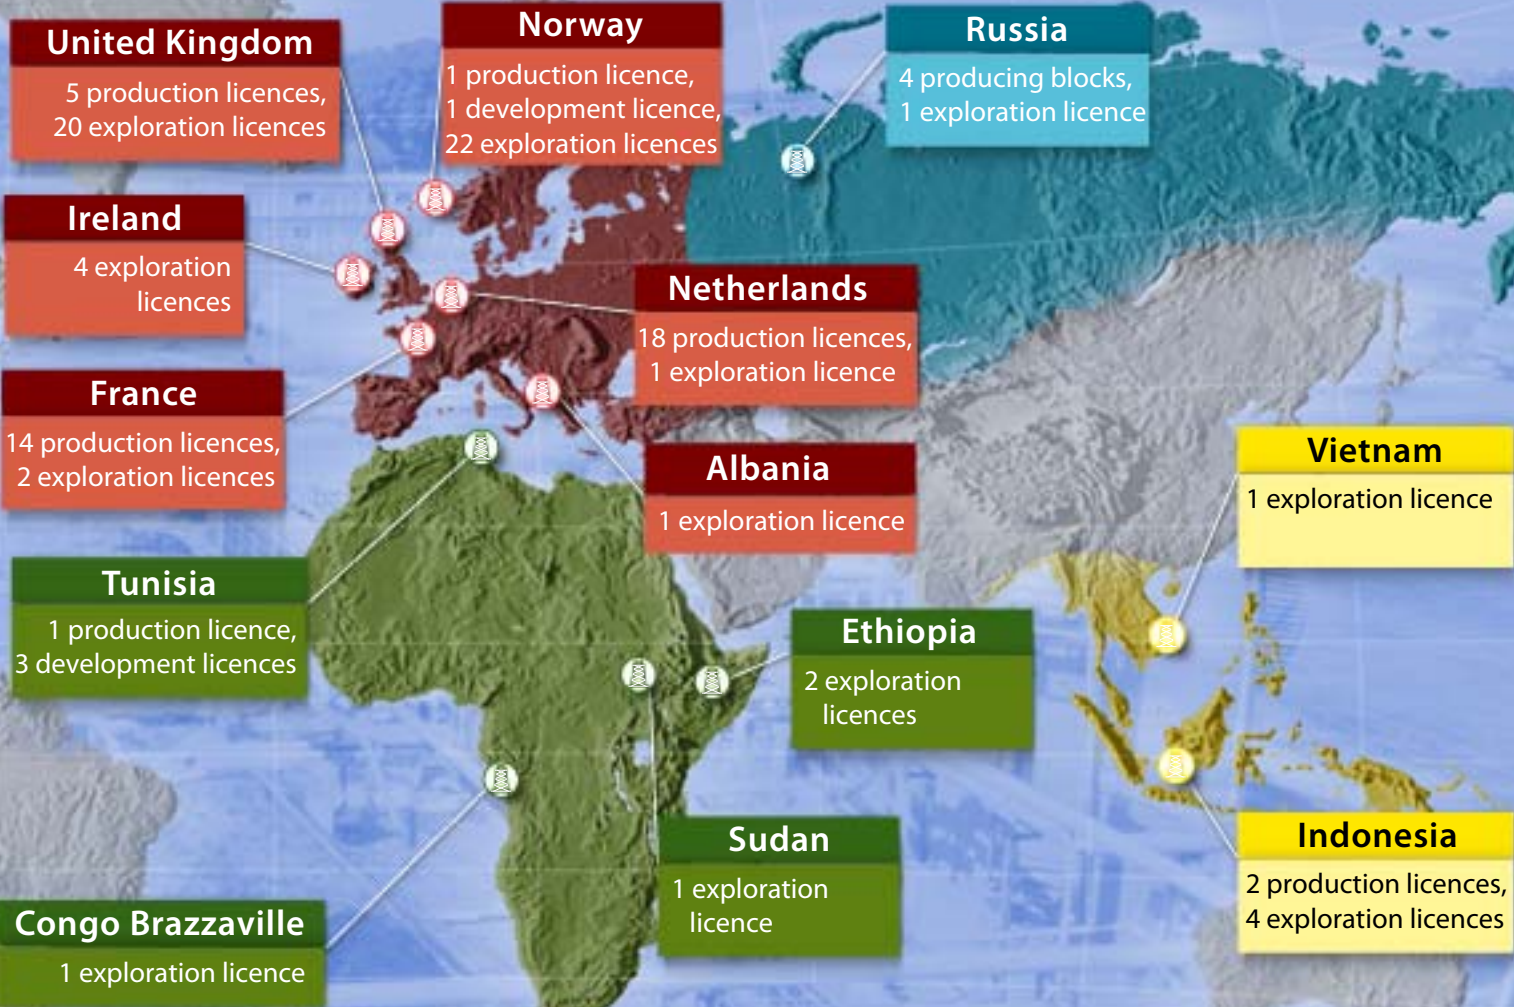 United Kingdom
5 production licences,
20 exploration licences
Norway
1 production licence,
1 development licence,
22 exploration licences
Russia
4 producing blocks,
1 exploration licence
Ireland
4 exploration
licences
Netherlands
18 production licences,
1 exploration licence
France
14 production licences,
2 exploration licences
Albania
1 exploration licence
Vietnam
1 exploration licence
Tunisia
1 production licence,
3 development licences
Ethiopia
2 exploration
licences
Sudan
1 exploration
licence
Indonesia
2 production licences,
4 exploration licences
Congo Brazzaville
1 exploration licence